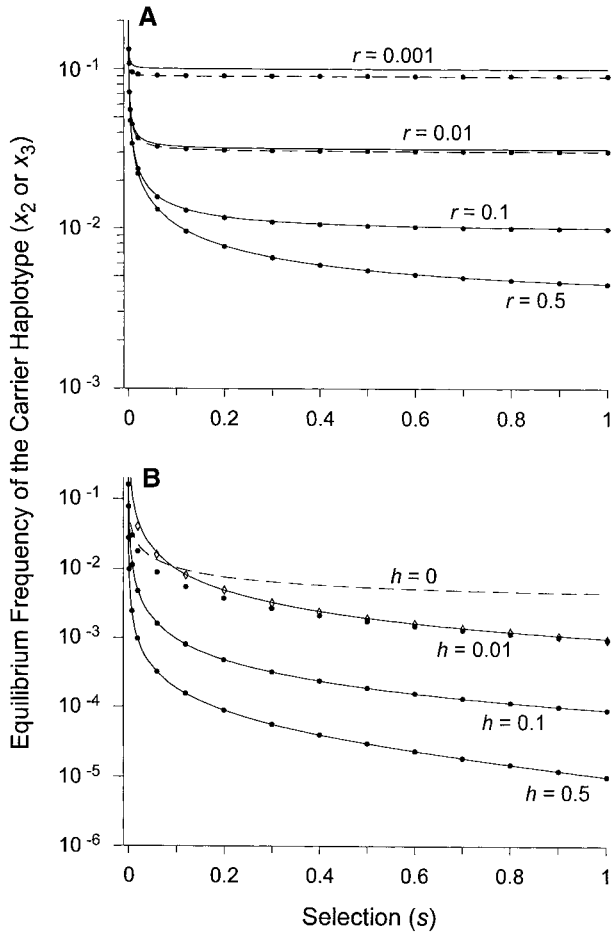 Equilibrium Frequency of the Carrier Haplotype (x₂ or x₃)
A
10⁻¹
10⁻²
10⁻³
r = 0.001
r = 0.01
r = 0.1
r = 0.5
0 0.2 0.4 0.6 0.8 1
B
10⁻¹
10⁻²
10⁻³
10⁻⁴
10⁻⁵
10⁻⁶
h = 0
h = 0.01
h = 0.1
h = 0.5
0 0.2 0.4 0.6 0.8 1
Selection (s)